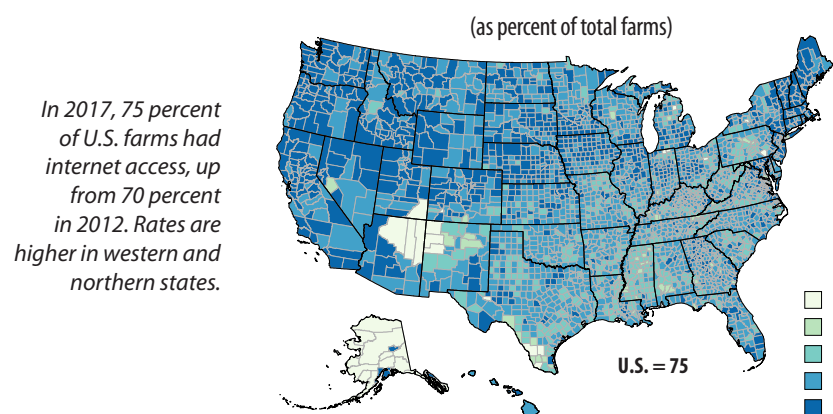 (as percent of total farms)
In 2017, 75 percent
of U.S. farms had
internet access, up
from 70 percent
in 2012. Rates are
higher in western and
northern states.
U.S. = 75